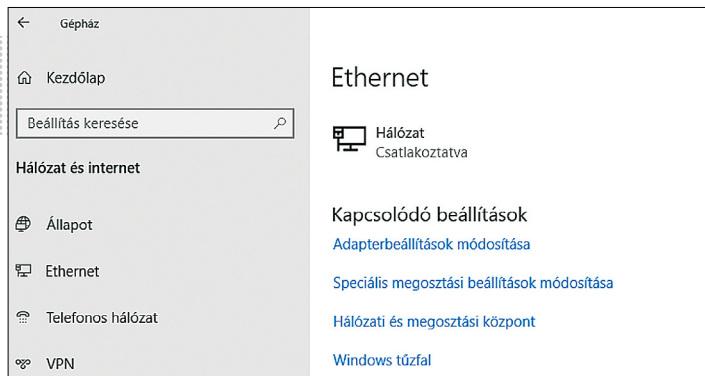 Gépház
Kezdőlap
Beállítás keresése
Hálózat és internet
Állapot
Ethernet
Telefonos hálózat
VPN
Ethernet
Hálózat
Csatlakoztatva
Kapcsolódó beállítások
Adapterbeállítások módosítása
Speciális megosztási beállítások módosítása
Hálózati és megosztási központ
Windows tűzfal